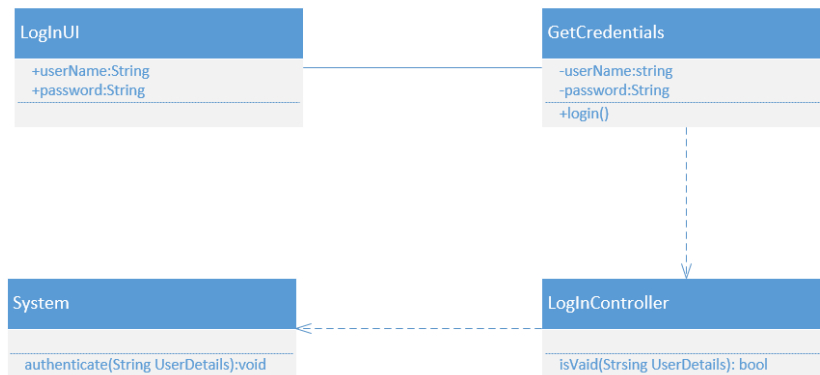 LogInUI
+userName:String
+password:String
GetCredentials
-userName:string
-password:String
+login()
System
authenticate(String UserDetails):void
LogInController
isVaid(Strsing UserDetails): bool